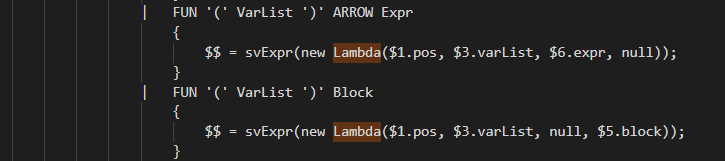 | FUN '(' VarList ')' ARROW Expr
{
$$ = svExpr(new Lambda($1.pos, $3.varList, $6.expr, null));
}
| FUN '(' VarList ')' Block
{
$$ = svExpr(new Lambda($1.pos, $3.varList, null, $5.block));
}